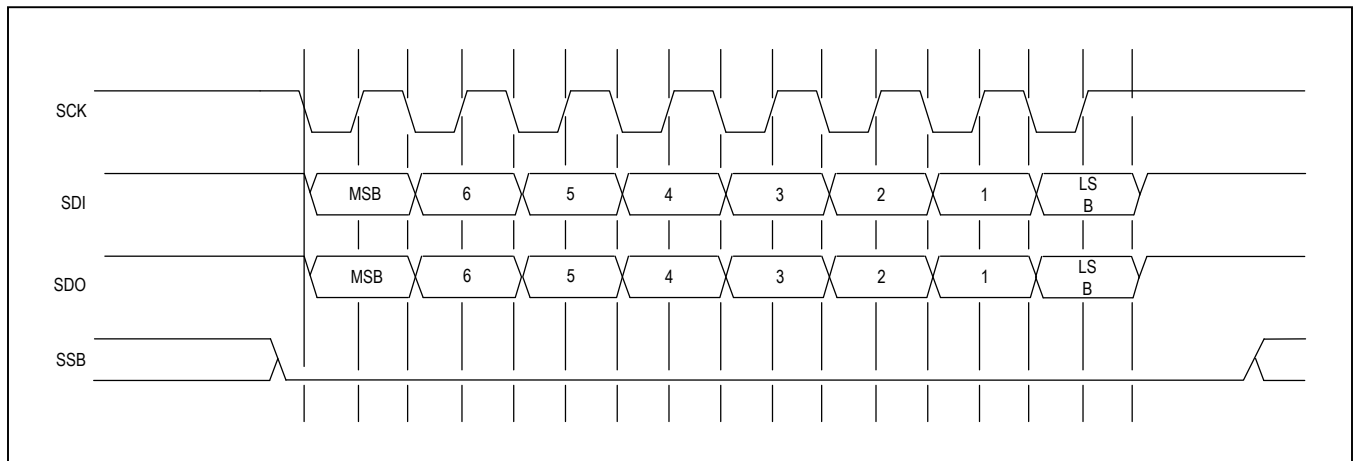 SCK
SDI MSB 6 5 4 3 2 1 LS
B
SDO MSB 6 5 4 3 2 1 LS
B
SSB